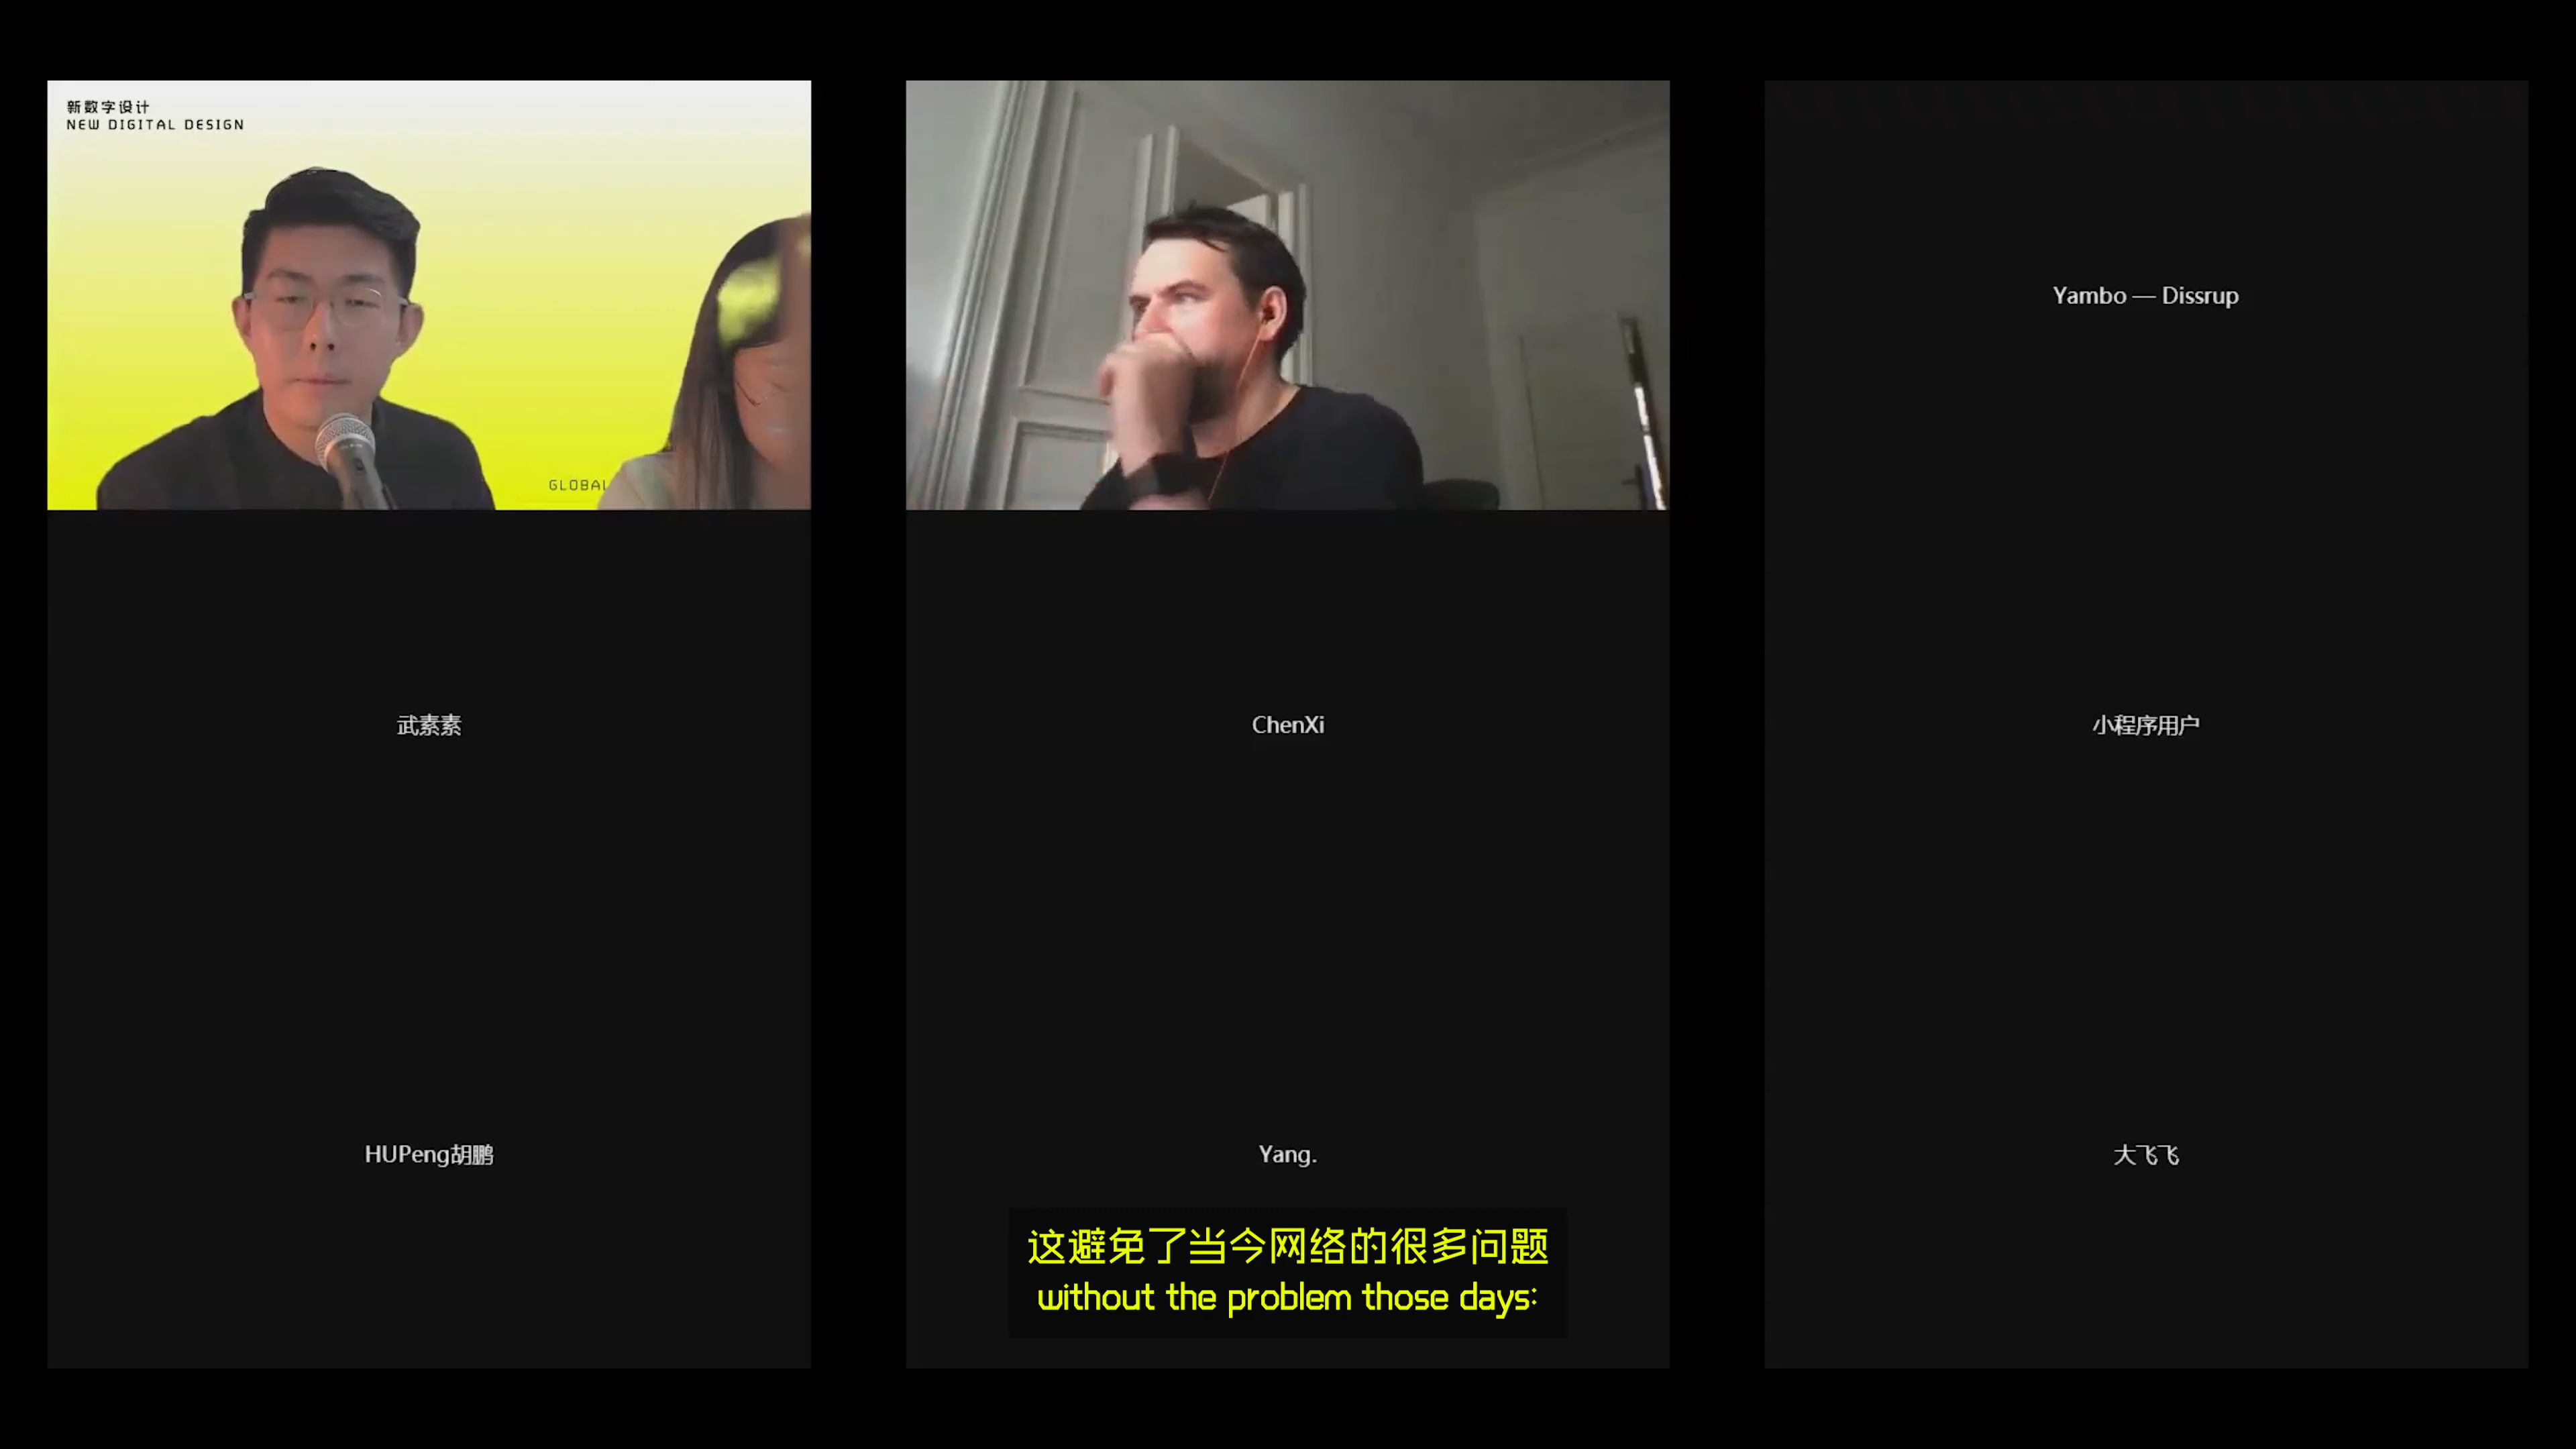 新数字设计
NEW DIGITAL DESIGN
GLOBAL
Yambo — Dissrup
武素素
ChenXi
小程序用户
HUPeng胡鹏
Yang.
大飞飞
这避免了当今网络的很多问题
without the problem those days: